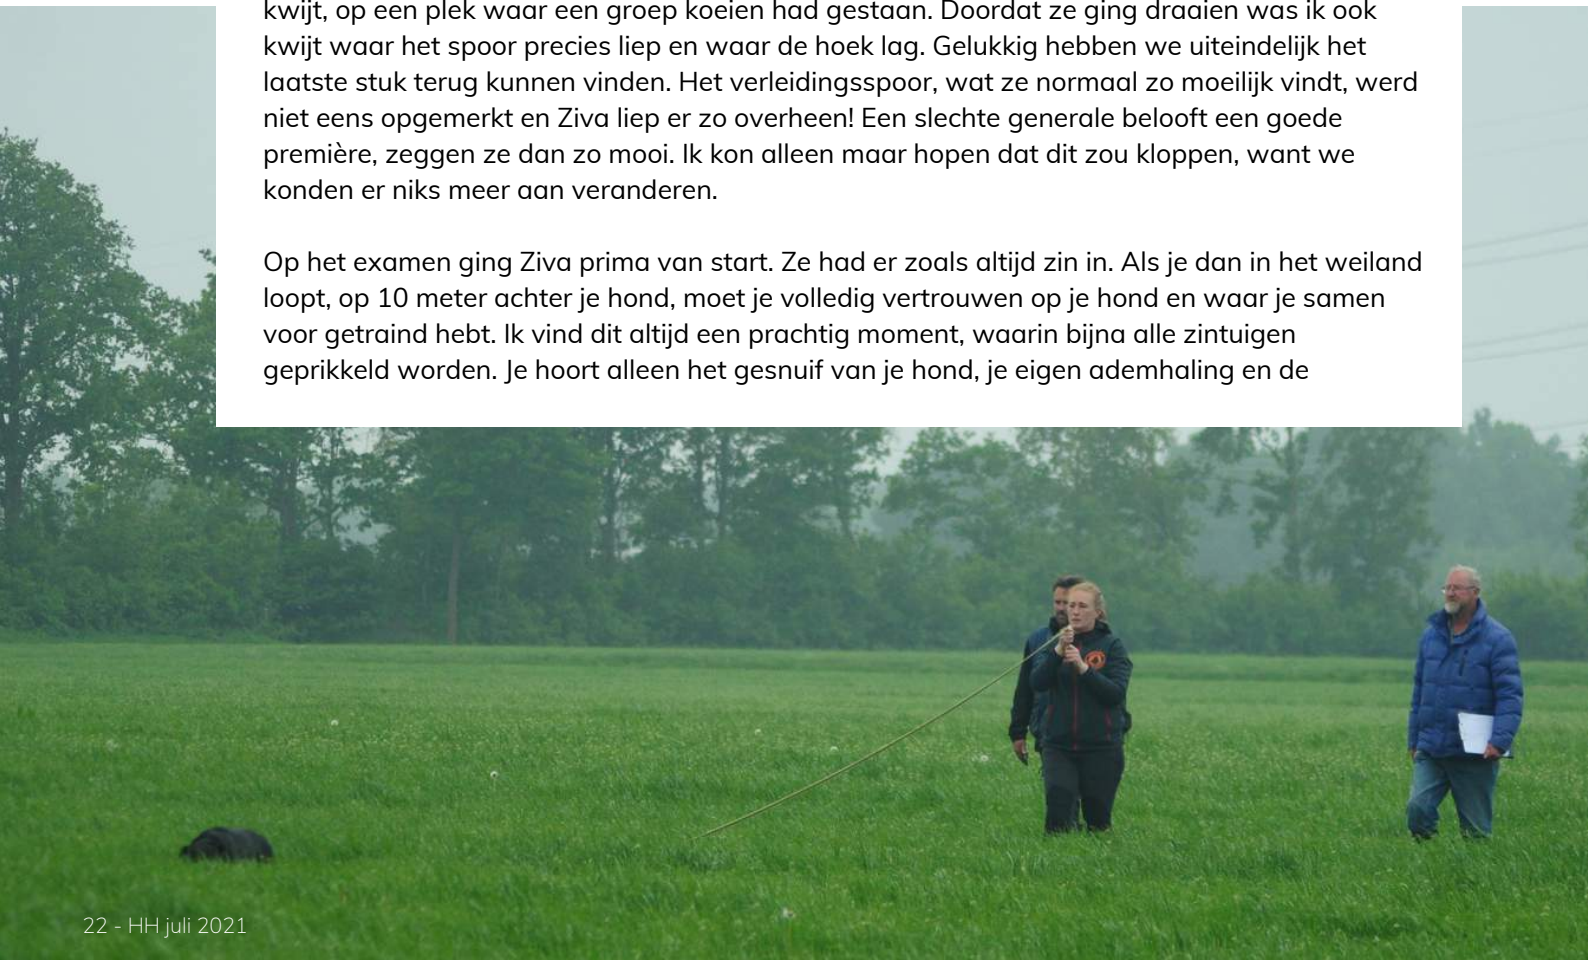 kwijt, op een plek waar een groep koeien had gestaan. Doordat ze ging draaien was ik ook
kwijt waar het spoor precies liep en waar de hoek lag. Gelukkig hebben we uiteindelijk het
laatste stuk terug kunnen vinden. Het verleidingsspoor, wat ze normaal zo moeilijk vindt, werd
niet eens opgemerkt en Ziva liep er zo overheen! Een slechte generale belooft een goede
première, zeggen ze dan zo mooi. Ik kon alleen maar hopen dat dit zou kloppen, want we
konden er niks meer aan veranderen.
Op het examen ging Ziva prima van start. Ze had er zoals altijd zin in. Als je dan in het weiland
loopt, op 10 meter achter je hond, moet je volledig vertrouwen op je hond en waar je samen
voor getraind hebt. Ik vind dit altijd een prachtig moment, waarin bijna alle zintuigen
geprikkeld worden. Je hoort alleen het gesnuif van je hond, je eigen ademhaling en de
22 - HH juli 2021